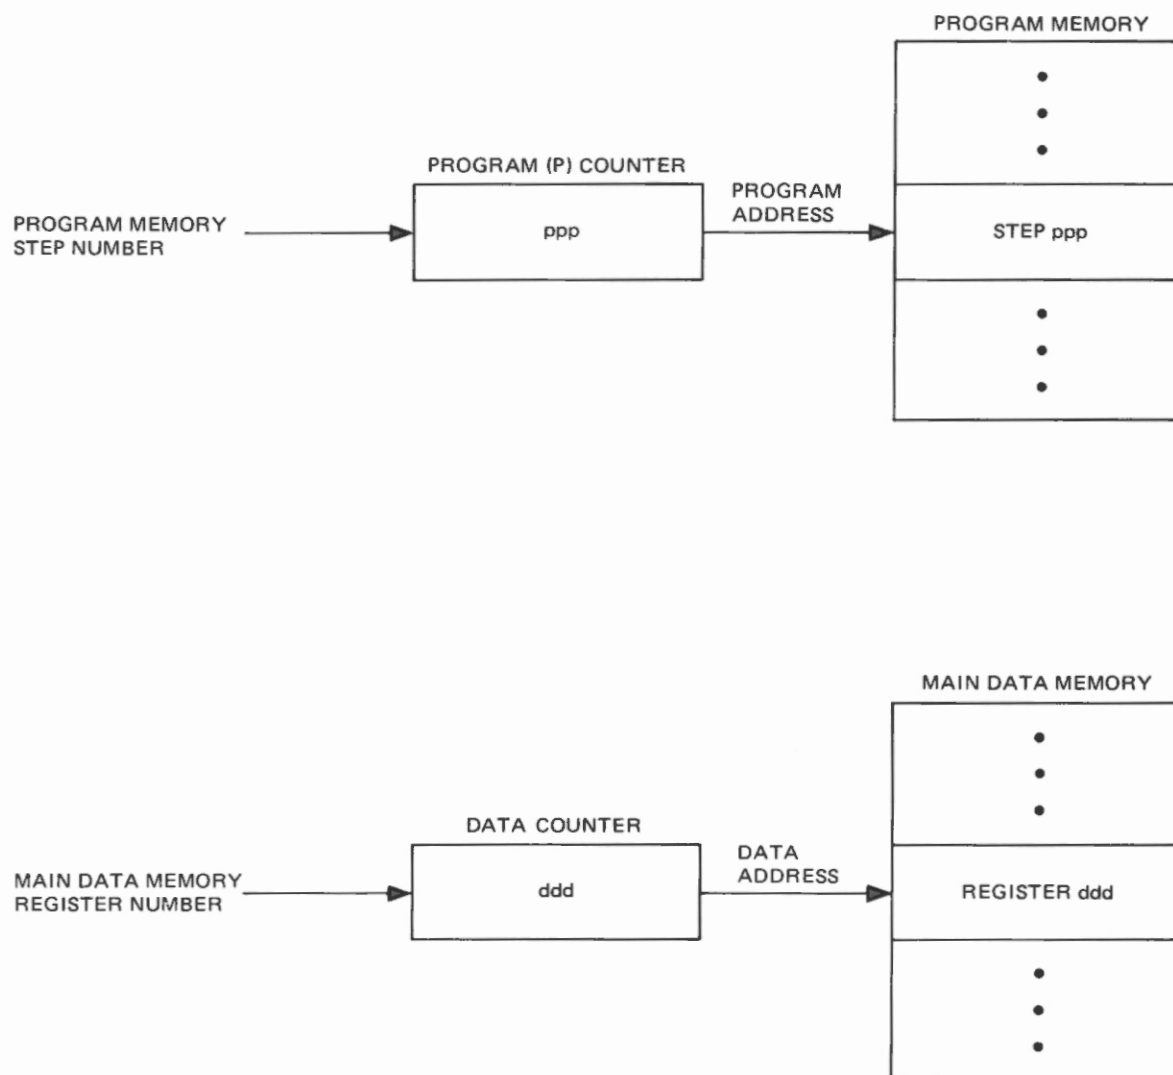 PROGRAM MEMORY
PROGRAM (P) COUNTER
PROGRAM
ADDRESS
PROGRAM MEMORY
STEP NUMBER
ppp
STEP ppp
MAIN DATA MEMORY
DATA COUNTER
DATA
ADDRESS
MAIN DATA MEMORY
REGISTER NUMBER
ddd
REGISTER ddd